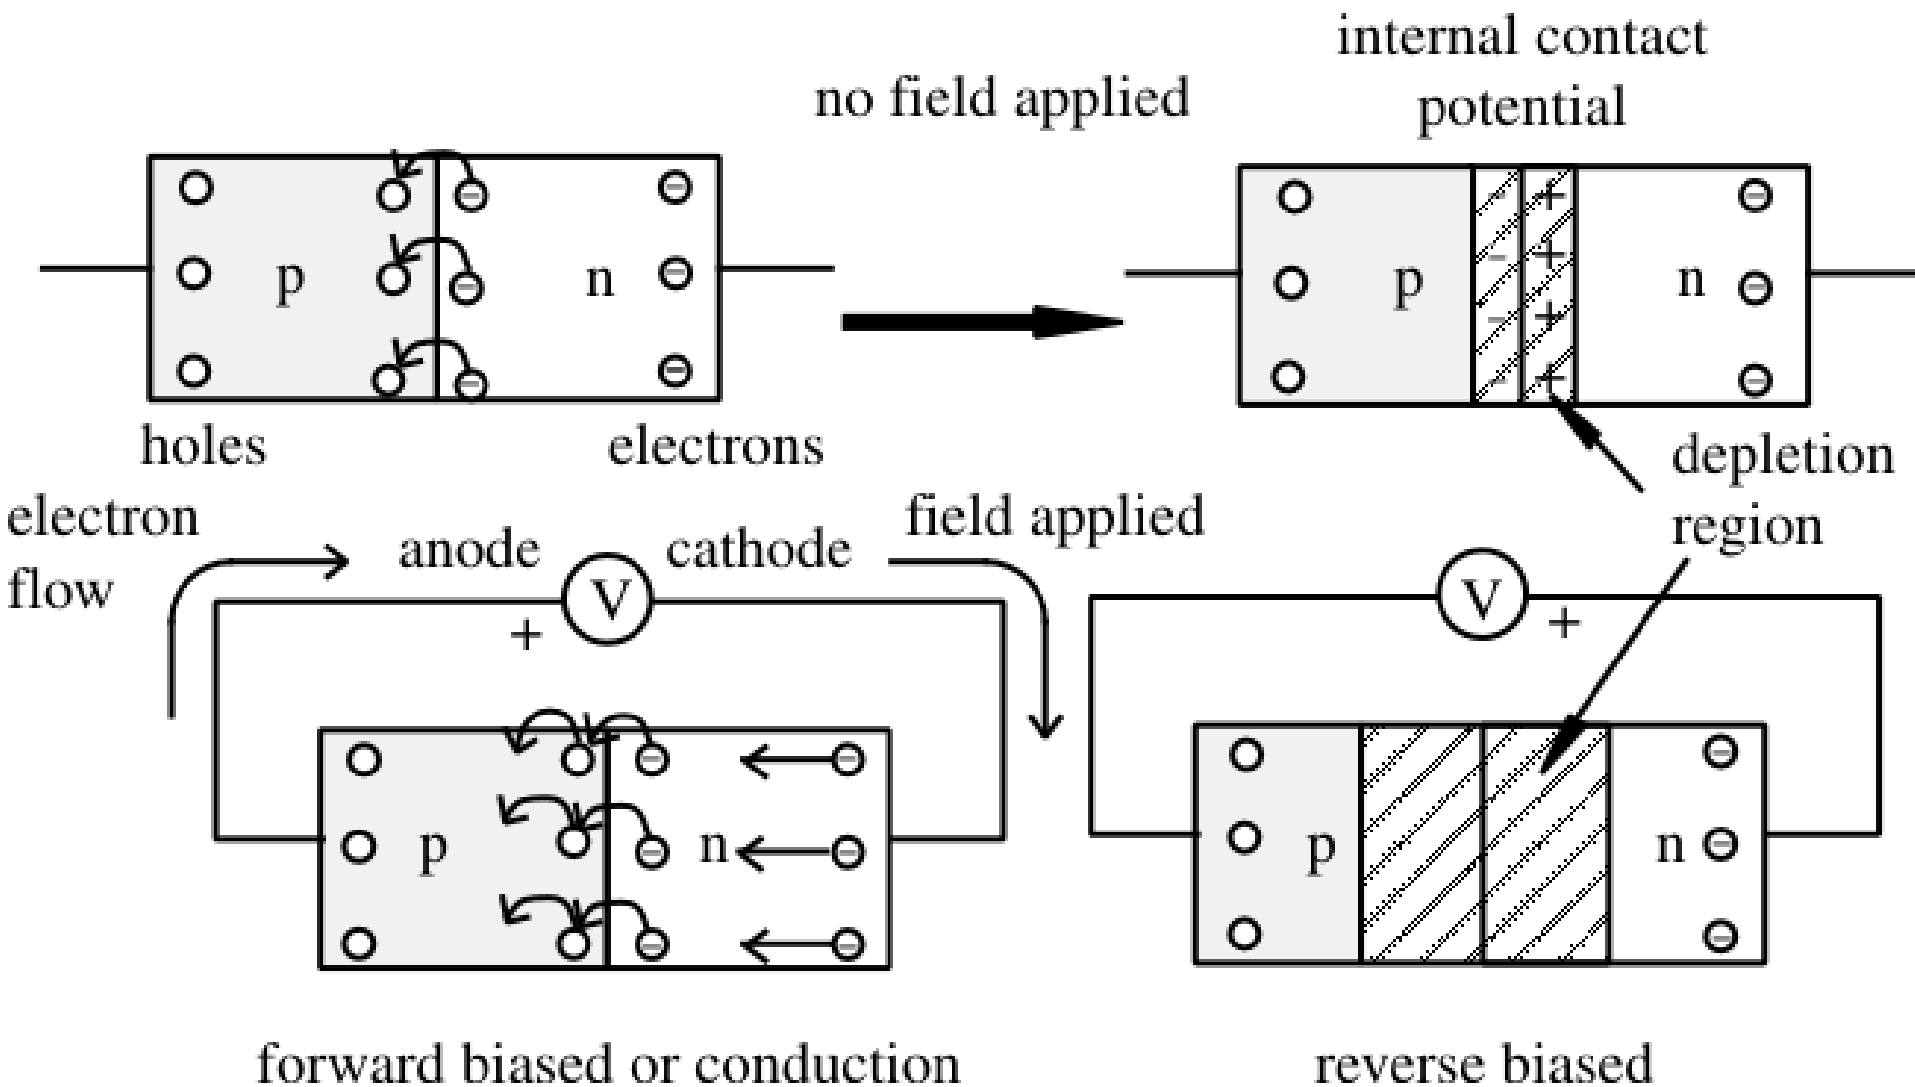 internal contact
potential
no field applied
p
n
- +
p
- +
n
- +
- +
holes
electrons
depletion
region
electron
flow
anode
cathode
field applied
V
+
V
+
p
n
p
n
forward biased or conduction
reverse biased